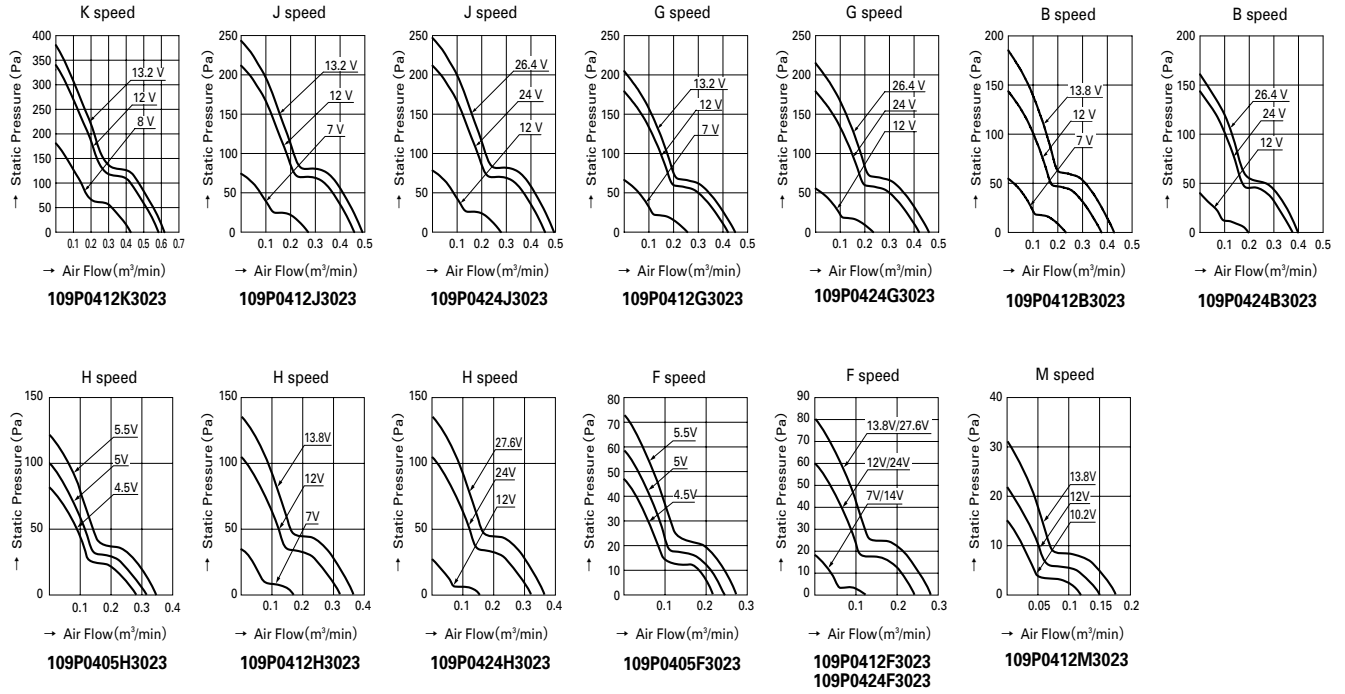 K speed
400
350
300
250
200
150
100
50
0
0.1 0.2 0.3 0.4 0.5 0.6 0.7
13.2 V
12 V
8 V
→ Static Pressure (Pa)
→ Air Flow(m³/min)
109P0412K3023
J speed
250
200
150
100
50
0
0.1 0.2 0.3 0.4 0.5
13.2 V
12 V
7 V
→ Static Pressure (Pa)
→ Air Flow(m³/min)
109P0412J3023
J speed
250
200
150
100
50
0
0.1 0.2 0.3 0.4 0.5
26.4 V
24 V
12 V
→ Static Pressure (Pa)
→ Air Flow(m³/min)
109P0424J3023
G speed
250
200
150
100
50
0
0.1 0.2 0.3 0.4 0.5
13.2 V
12 V
7 V
→ Static Pressure (Pa)
→ Air Flow(m³/min)
109P0412G3023
G speed
250
200
150
100
50
0
0.1 0.2 0.3 0.4 0.5
26.4 V
24 V
12 V
→ Static Pressure (Pa)
→ Air Flow(m³/min)
109P0424G3023
B speed
200
150
100
50
0
0.1 0.2 0.3 0.4 0.5
13.8 V
12 V
7 V
→ Static Pressure (Pa)
→ Air Flow(m³/min)
109P0412B3023
B speed
200
150
100
50
0
0.1 0.2 0.3 0.4 0.5
26.4 V
24 V
12 V
→ Static Pressure (Pa)
→ Air Flow(m³/min)
109P0424B3023
H speed
150
100
50
0
0.1 0.2 0.3 0.4
5.5V
5V
4.5V
→ Static Pressure (Pa)
→ Air Flow(m³/min)
109P0405H3023
H speed
150
100
50
0
0.1 0.2 0.3 0.4
13.8V
12V
7V
→ Static Pressure (Pa)
→ Air Flow(m³/min)
109P0412H3023
H speed
150
100
50
0
0.1 0.2 0.3 0.4
27.6V
24V
12V
→ Static Pressure (Pa)
→ Air Flow(m³/min)
109P0424H3023
F speed
80
70
60
50
40
30
20
10
0
0.1 0.2 0.3
5.5V
5V
4.5V
→ Static Pressure (Pa)
→ Air Flow(m³/min)
109P0405F3023
F speed
90
80
70
60
50
40
30
20
10
0
0.1 0.2 0.3
13.8V/27.6V
12V/24V
7V/14V
→ Static Pressure (Pa)
→ Air Flow(m³/min)
109P0412F3023
109P0424F3023
M speed
40
30
20
10
0
0.05 0.1 0.15 0.2
13.8V
12V
10.2V
→ Static Pressure (Pa)
→ Air Flow(m³/min)
109P0412M3023